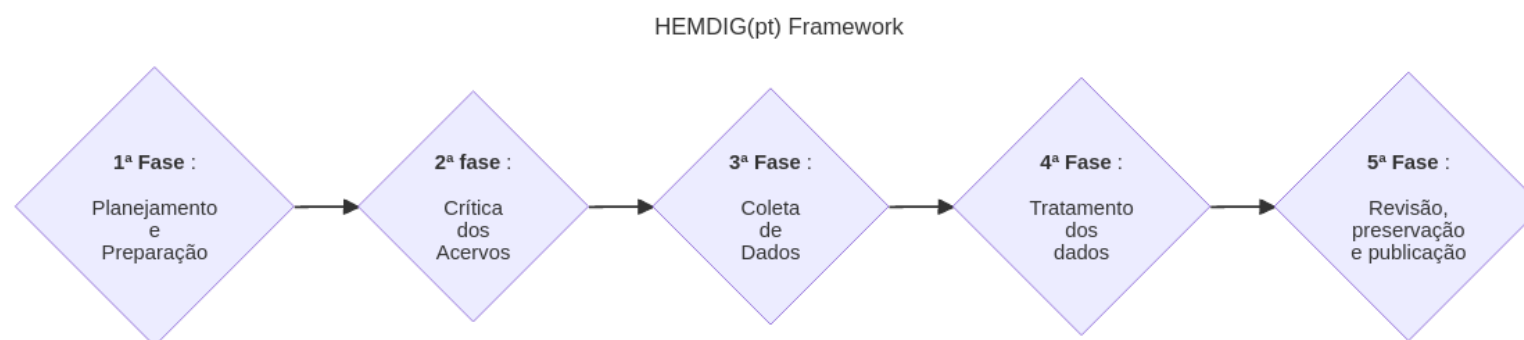 HEMDIG(pt) Framework
1ª Fase :
Planejamento
e
Preparação
2ª fase :
Crítica
dos
Acervos
3ª Fase :
Coleta
de
Dados
4ª Fase :
Tratamento
dos
dados
5ª Fase :
Revisão,
preservação
e publicação